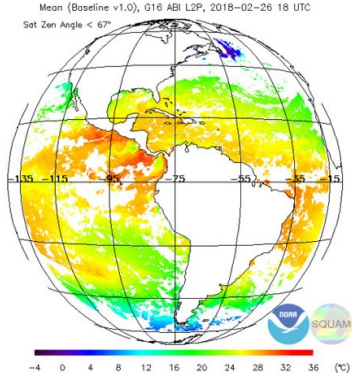 Mean (Baseline v1.0), G16 ABI L2P, 2018-02-26 18 UTC
Sat Zen Angle < 67°
-135 -115 -95 -75 -55 -35 -15
NOAA
SQUAM
-4 0 4 8 12 16 20 24 28 32 36 (°C)